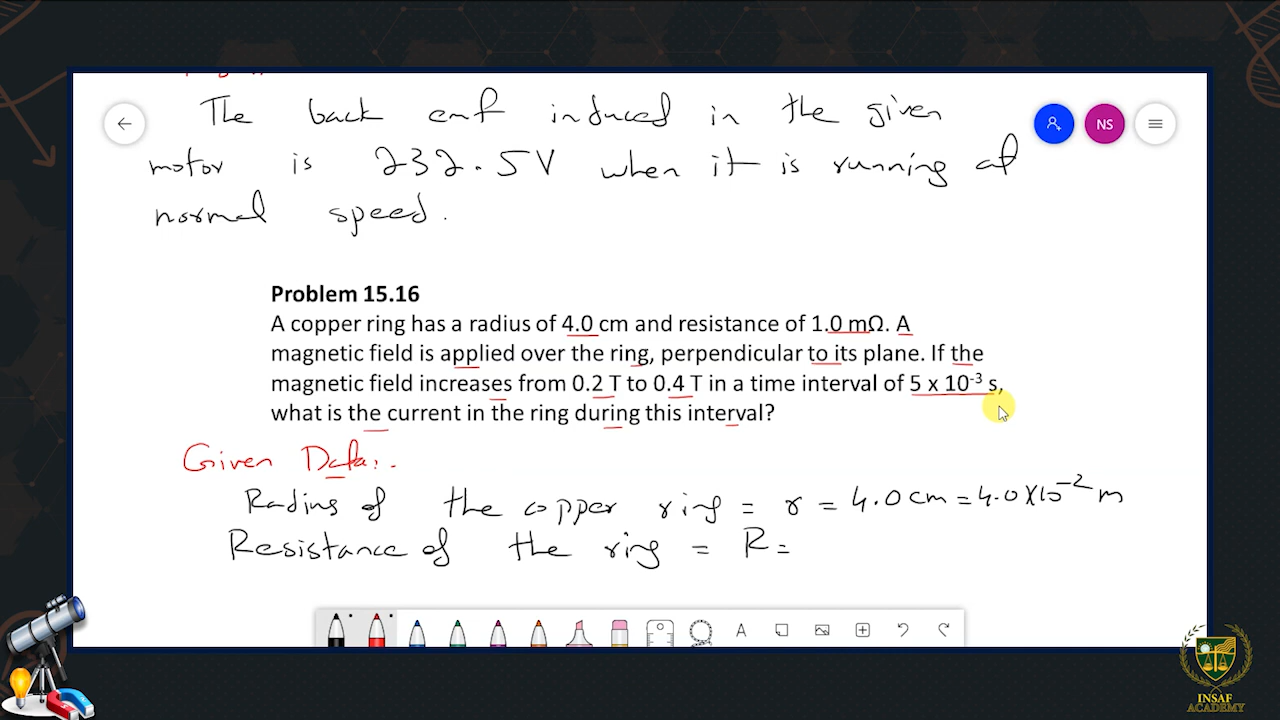 The back emf induced in the given
motor is 232.5V when it is running at
normal speed.
NS
Problem 15.16
A copper ring has a radius of 4.0 cm and resistance of 1.0 mΩ. A
magnetic field is applied over the ring, perpendicular to its plane. If the
magnetic field increases from 0.2 T to 0.4 T in a time interval of 5 x 10⁻³ s,
what is the current in the ring during this interval?
Given Data:.
Radius of the copper ring = r = 4.0 cm = 4.0 X10⁻² m
Resistance of the ring = R =
A
INSAF
ACADEMY